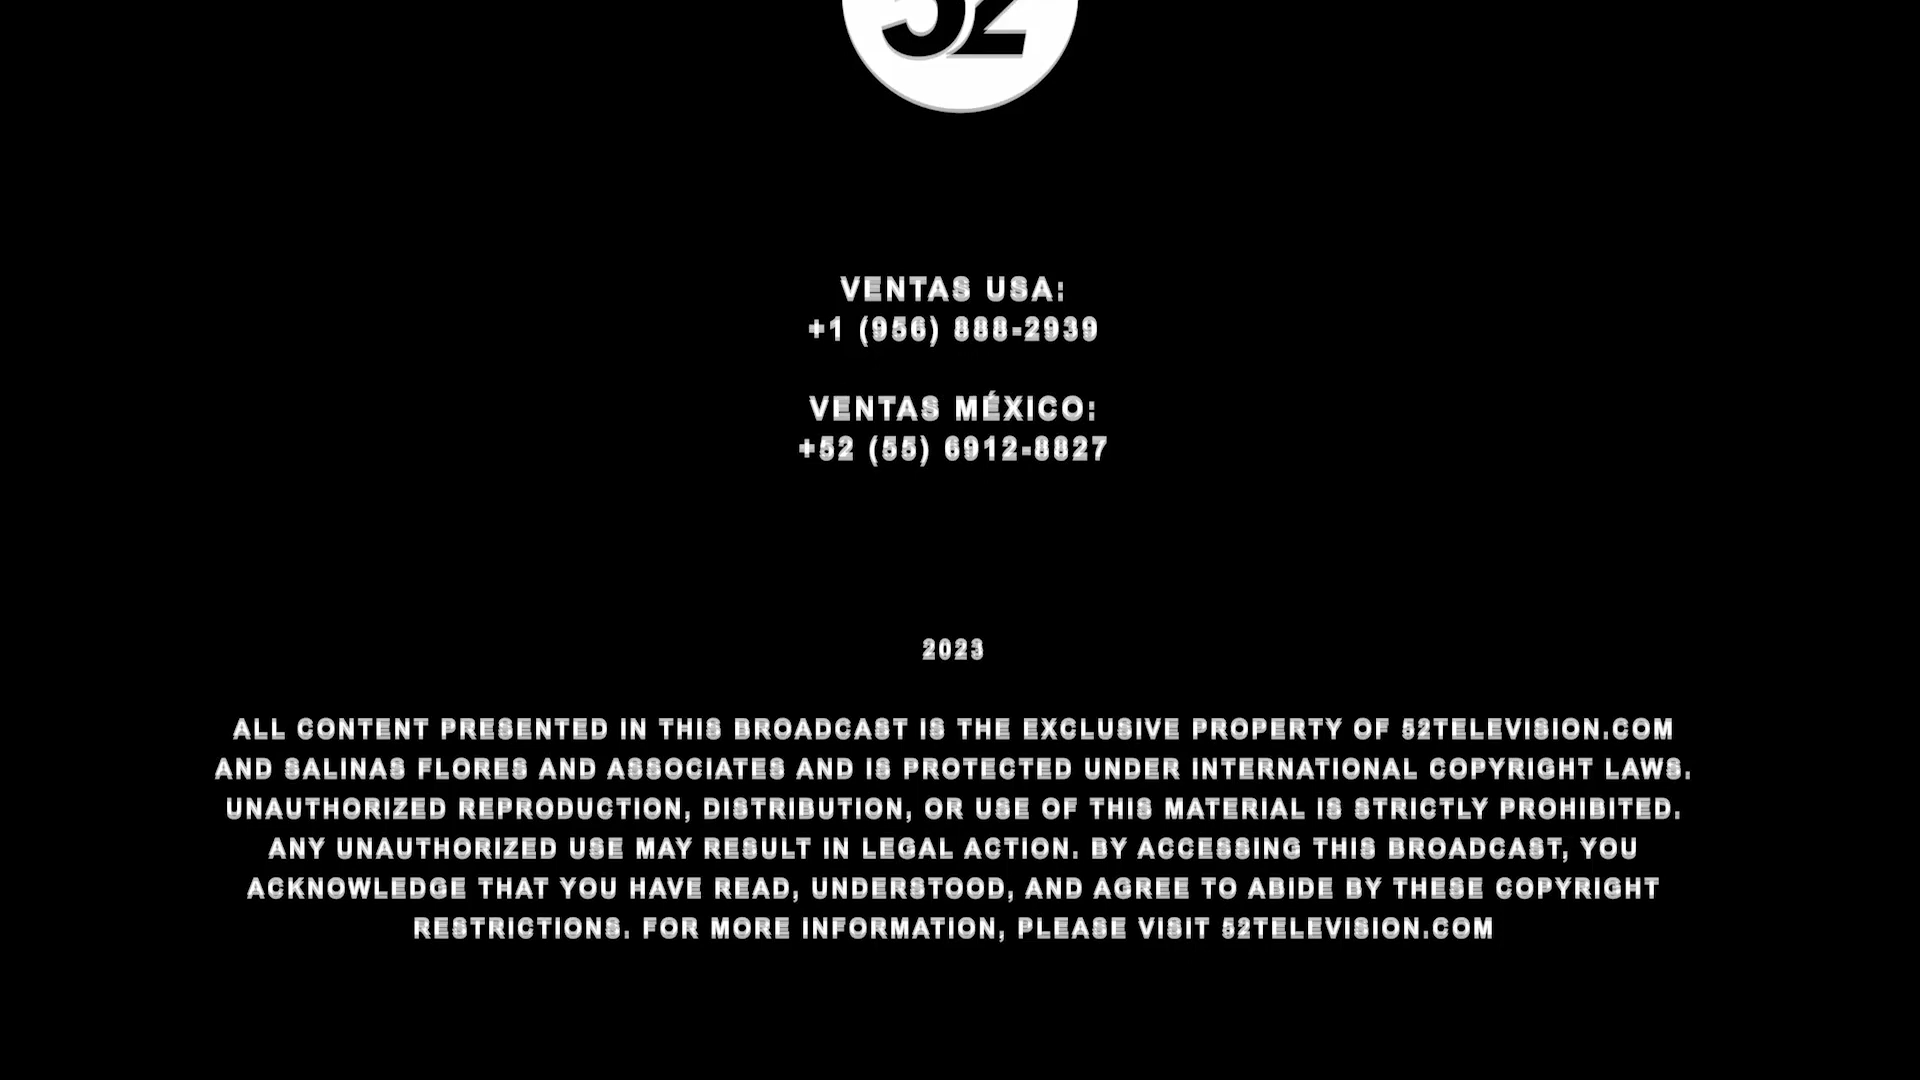 52
VENTAS USA:
+1 (956) 888-2939
VENTAS MÉXICO:
+52 (55) 6912-8827
2023
ALL CONTENT PRESENTED IN THIS BROADCAST IS THE EXCLUSIVE PROPERTY OF 52TELEVISION.COM
AND SALINAS FLORES AND ASSOCIATES AND IS PROTECTED UNDER INTERNATIONAL COPYRIGHT LAWS.
UNAUTHORIZED REPRODUCTION, DISTRIBUTION, OR USE OF THIS MATERIAL IS STRICTLY PROHIBITED.
ANY UNAUTHORIZED USE MAY RESULT IN LEGAL ACTION. BY ACCESSING THIS BROADCAST, YOU
ACKNOWLEDGE THAT YOU HAVE READ, UNDERSTOOD, AND AGREE TO ABIDE BY THESE COPYRIGHT
RESTRICTIONS. FOR MORE INFORMATION, PLEASE VISIT 52TELEVISION.COM